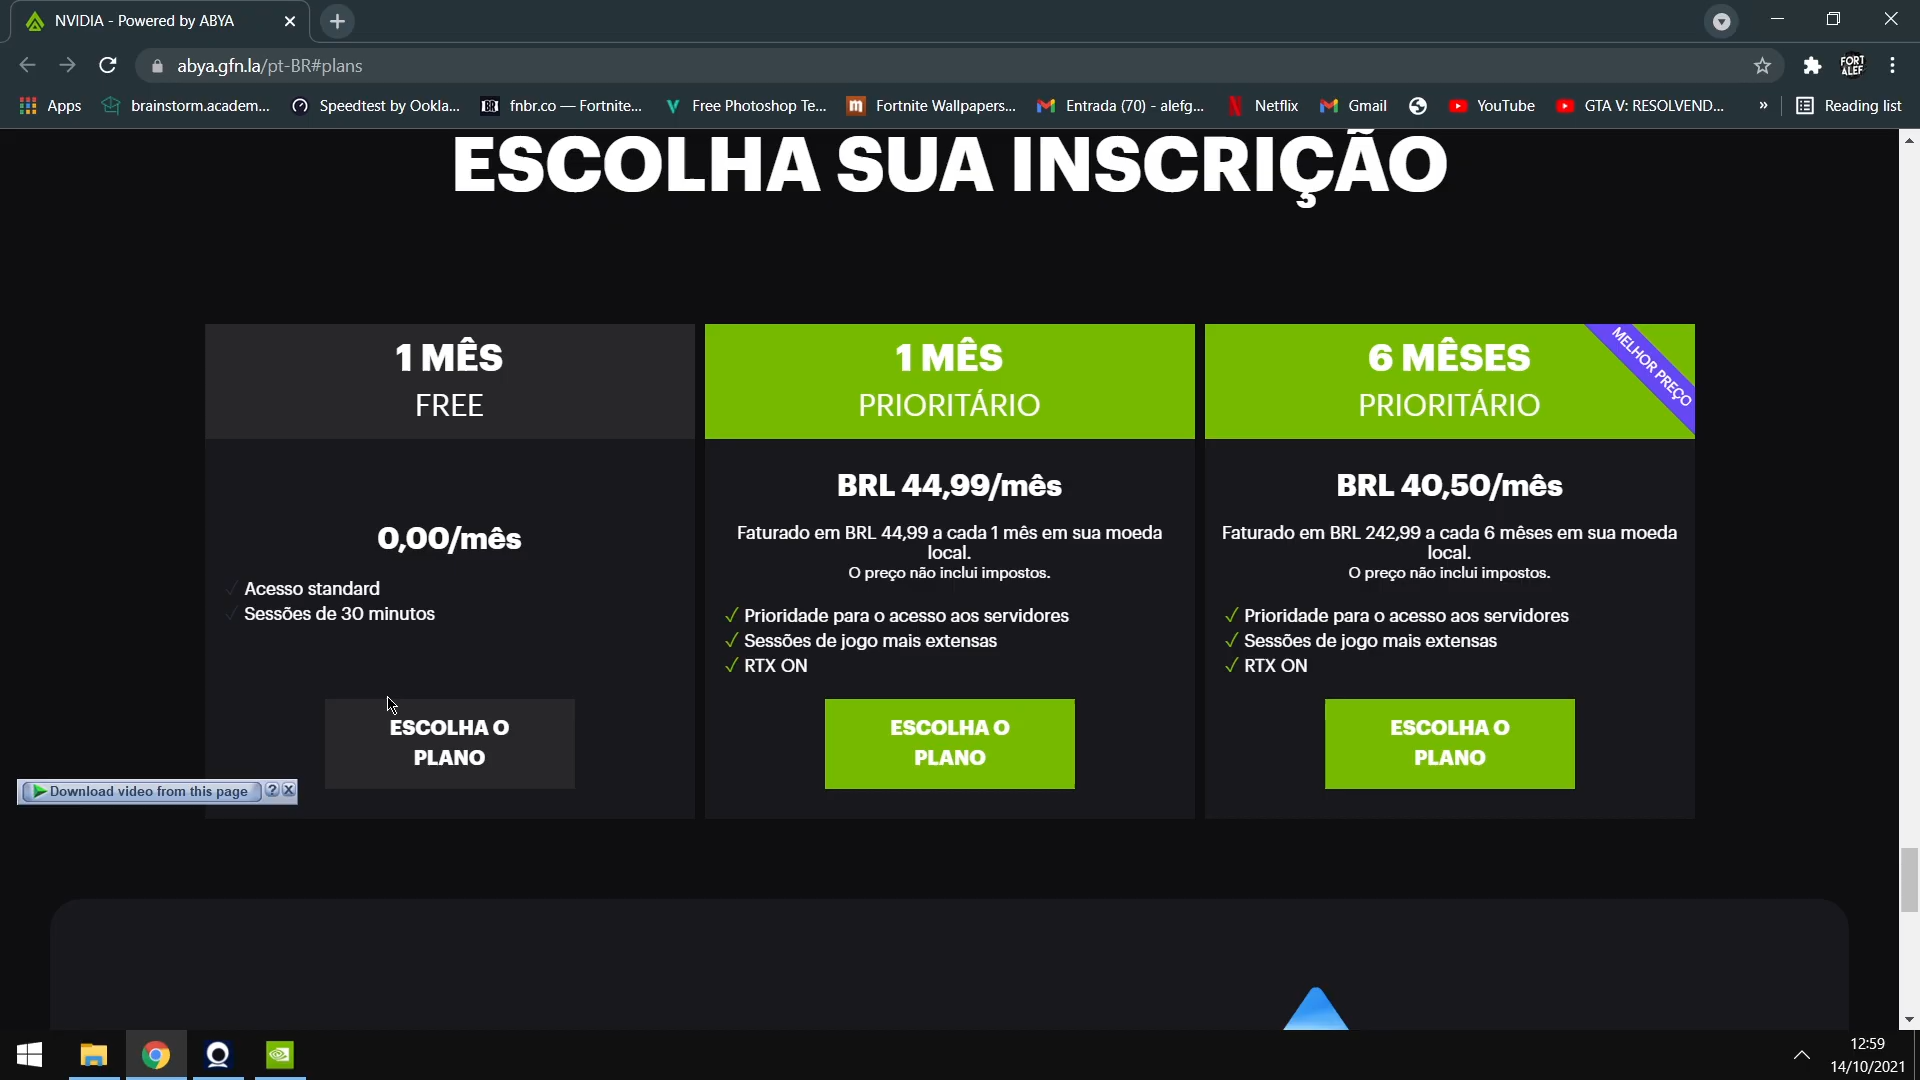 NVIDIA - Powered by ABYA
abya.gfn.la/pt-BR#plans
Apps
brainstorm.academ...
Speedtest by Ookla...
fnbr.co — Fortnite...
Free Photoshop Te...
Fortnite Wallpapers...
Entrada (70) - alefg...
Netflix
Gmail
YouTube
GTA V: RESOLVEND...
»
Reading list
FORT
ALEF
ESCOLHA SUA INSCRIÇÃO
1 MÊS
FREE
0,00/mês
Acesso standard
Sessões de 30 minutos
ESCOLHA O
PLANO
1 MÊS
PRIORITÁRIO
BRL 44,99/mês
Faturado em BRL 44,99 a cada 1 mês em sua moeda
local.
O preço não inclui impostos.
Prioridade para o acesso aos servidores
Sessões de jogo mais extensas
RTX ON
ESCOLHA O
PLANO
6 MÊSES
PRIORITÁRIO
MELHOR PREÇO
BRL 40,50/mês
Faturado em BRL 242,99 a cada 6 mêses em sua moeda
local.
O preço não inclui impostos.
Prioridade para o acesso aos servidores
Sessões de jogo mais extensas
RTX ON
ESCOLHA O
PLANO
Download video from this page
12:59
14/10/2021